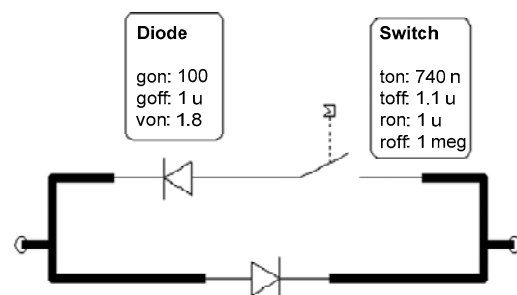 Diode
gon: 100
goff: 1 u
von: 1.8
Switch
ton: 740 n
toff: 1.1 u
ron: 1 u
roff: 1 meg